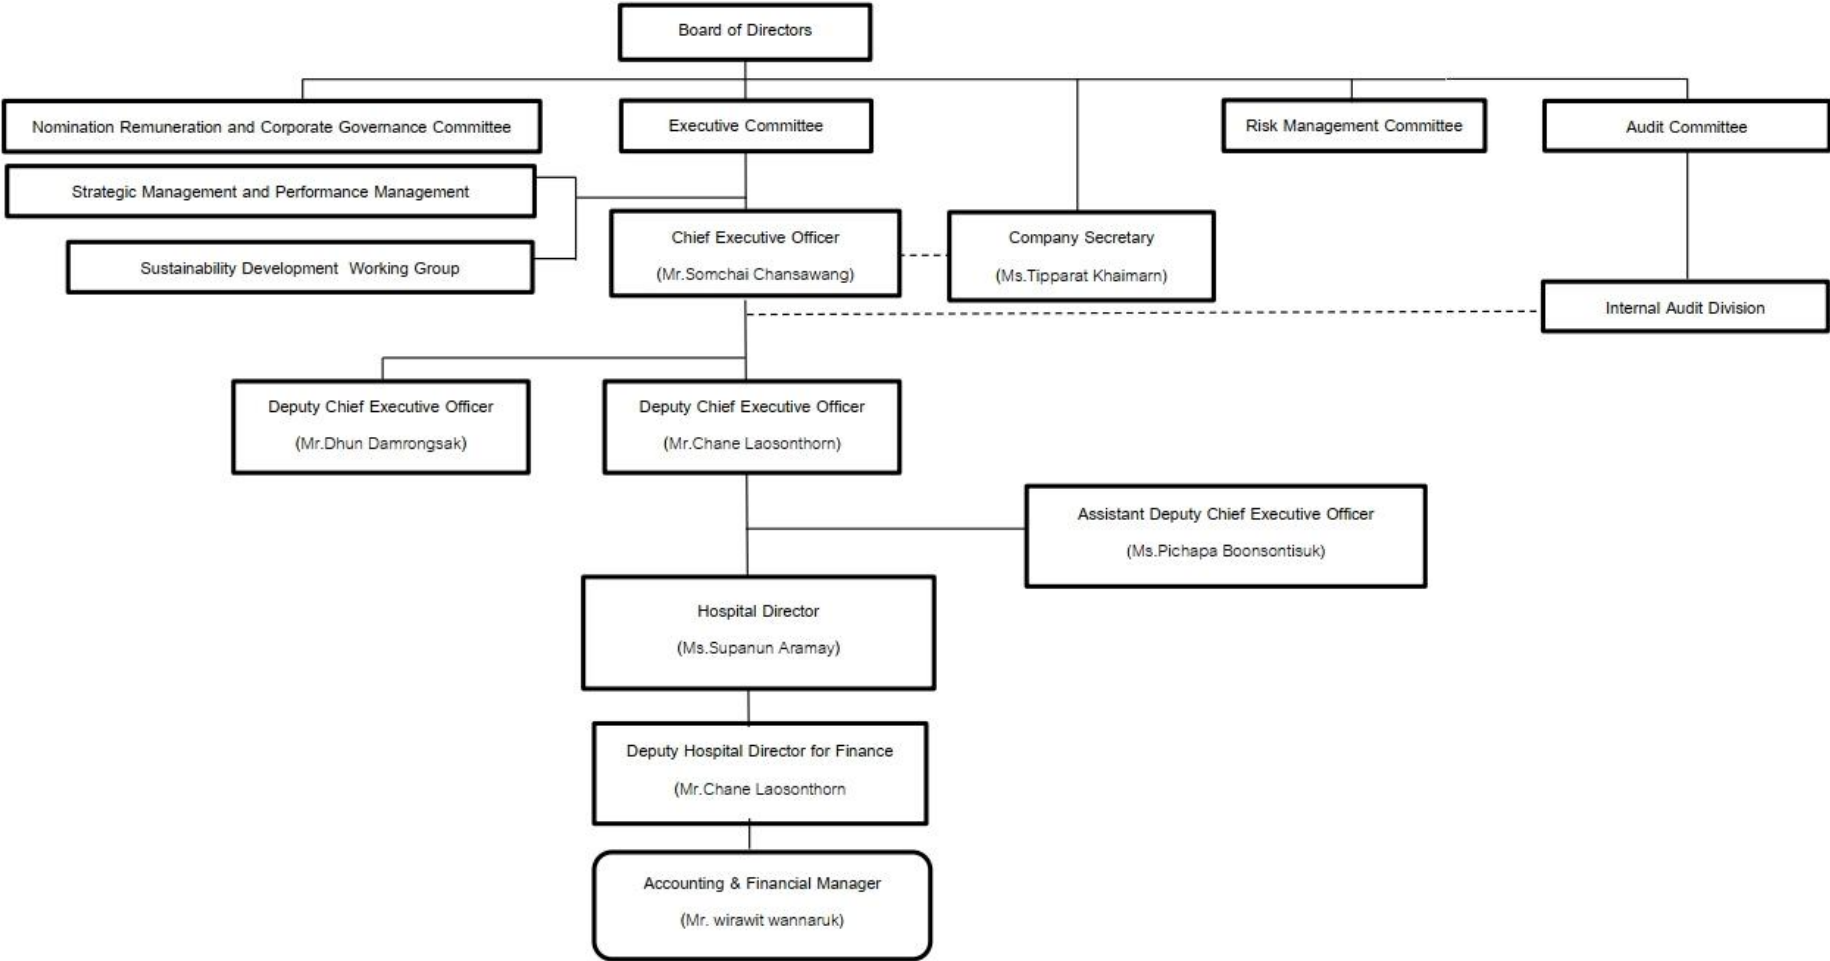 Board of Directors
Nomination Remuneration and Corporate Governance Committee
Executive Committee
Risk Management Committee
Audit Committee
Strategic Management and Performance Management
Sustainability Development Working Group
Chief Executive Officer
(Mr.Somchai Chansawang)
Company Secretary
(Ms.Tipparat Khaimarn)
Internal Audit Division
Deputy Chief Executive Officer
(Mr.Dhun Damrongsak)
Deputy Chief Executive Officer
(Mr.Chane Laosonthorn)
Assistant Deputy Chief Executive Officer
(Ms.Pichapa Boonsontisuk)
Hospital Director
(Ms.Supanun Aramay)
Deputy Hospital Director for Finance
(Mr.Chane Laosonthorn
Accounting & Financial Manager
(Mr. wirawit wannaruk)